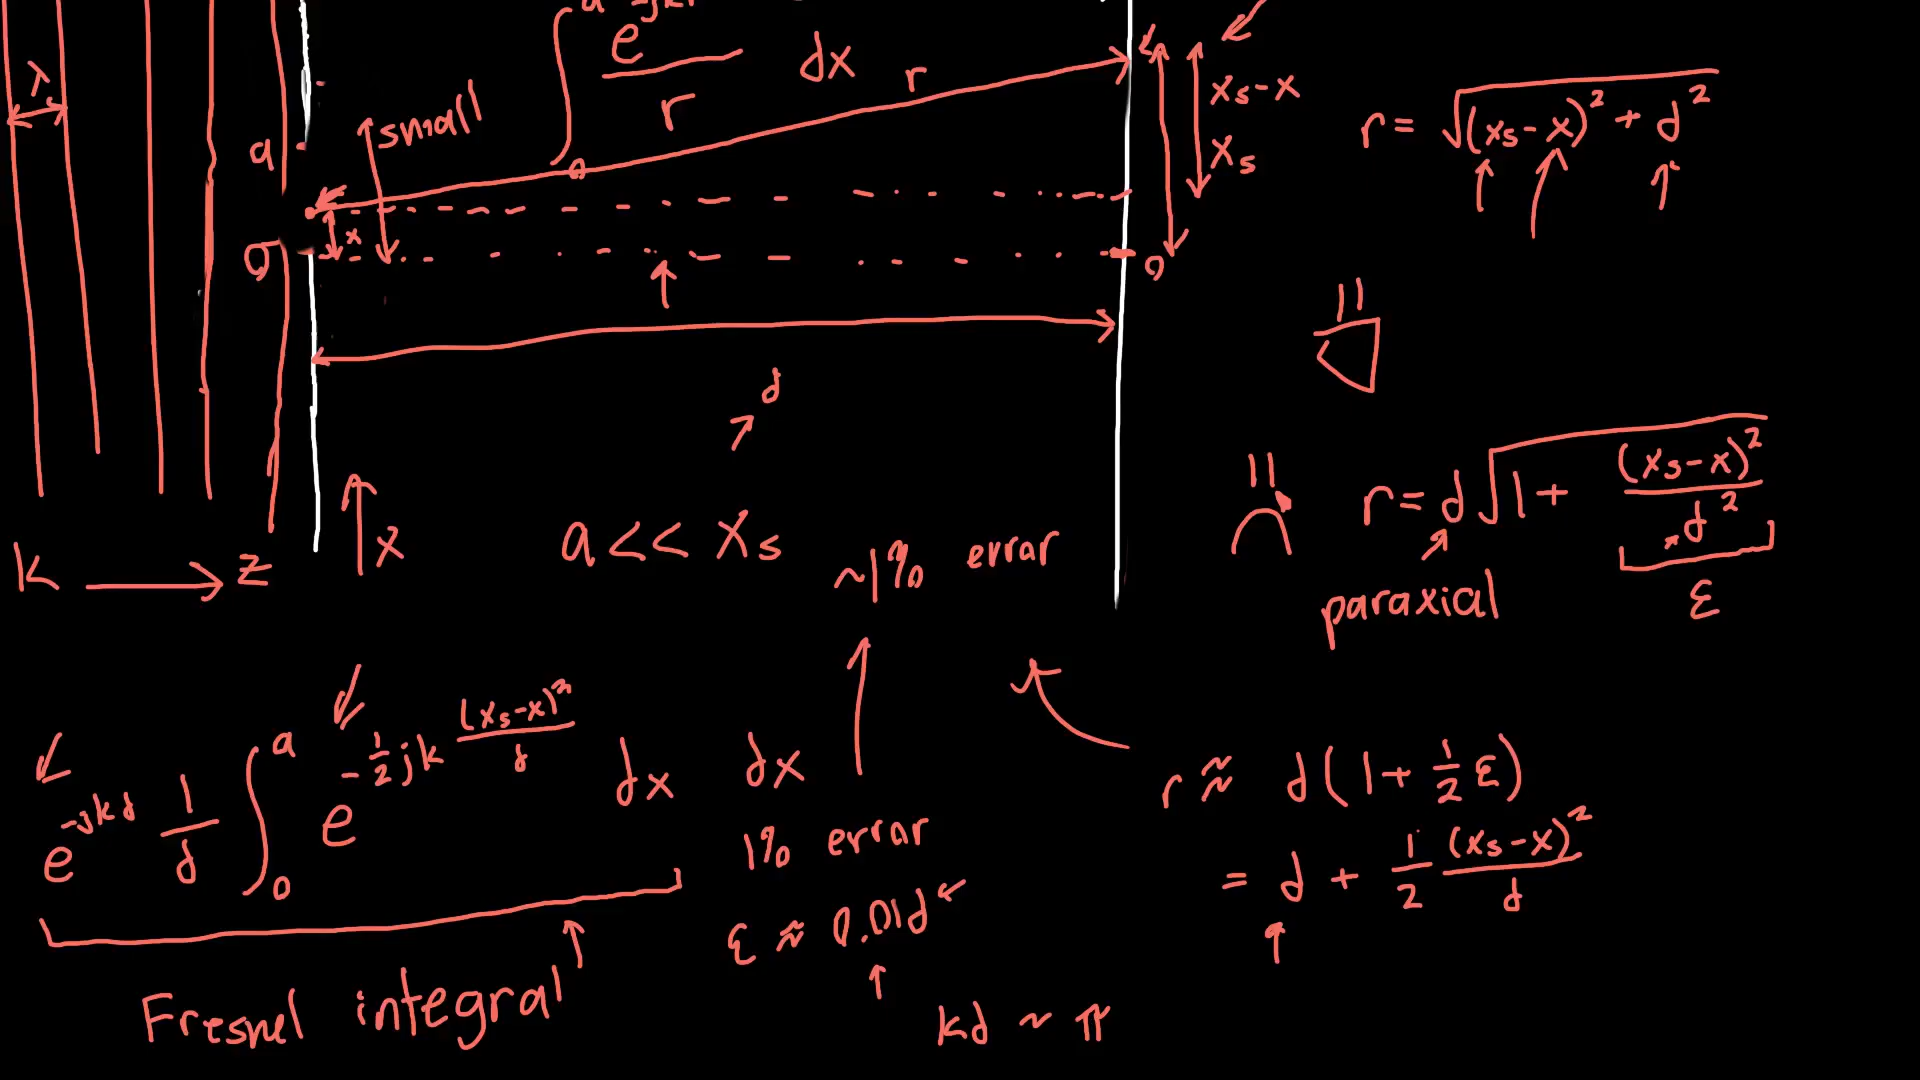 ∫ₒᵃ e^(-jkr) / r dx
λ
small
r
xₛ-x
xₛ
a
x
0
0
d
r = √((xₛ-x)² + d²)
k → z
x
a << xₛ
~1% error
r = d√(1 + (xₛ-x)²/d²)
ε
paraxial
e^(-jkd) 1/d ∫₀ᵃ e^(-½jk (xₛ-x)²/d) dx dx
1% error
ε ≈ 0.01d
kd ~ π
r ≈ d(1 + ½ε)
= d + ½ (xₛ-x)²/d
Fresnel integral